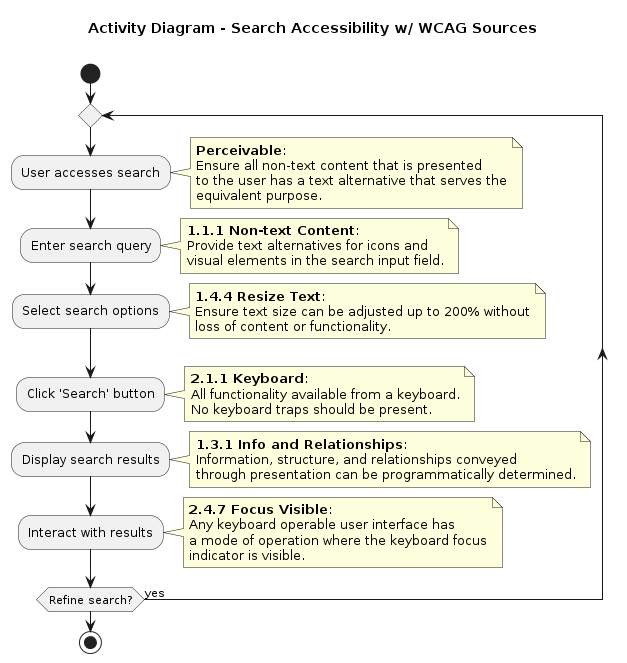 Activity Diagram - Search Accessibility w/ WCAG Sources
User accesses search
Perceivable:
Ensure all non-text content that is presented
to the user has a text alternative that serves the
equivalent purpose.
Enter search query
1.1.1 Non-text Content:
Provide text alternatives for icons and
visual elements in the search input field.
Select search options
1.4.4 Resize Text:
Ensure text size can be adjusted up to 200% without
loss of content or functionality.
Click 'Search' button
2.1.1 Keyboard:
All functionality available from a keyboard.
No keyboard traps should be present.
Display search results
1.3.1 Info and Relationships:
Information, structure, and relationships conveyed
through presentation can be programmatically determined.
Interact with results
2.4.7 Focus Visible:
Any keyboard operable user interface has
a mode of operation where the keyboard focus
indicator is visible.
Refine search?
yes